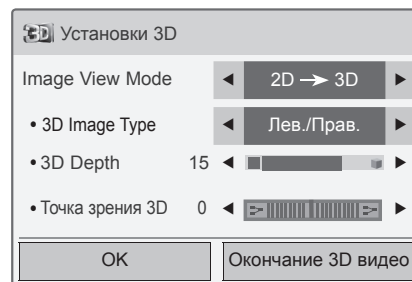 3D Установки 3D
Image View Mode ◄ 2D → 3D ►
• 3D Image Type ◄ Лев./Прав. ►
• 3D Depth 15 ◄ ►
• Точка зрения 3D 0 ◄ ►
OK Окончание 3D видео